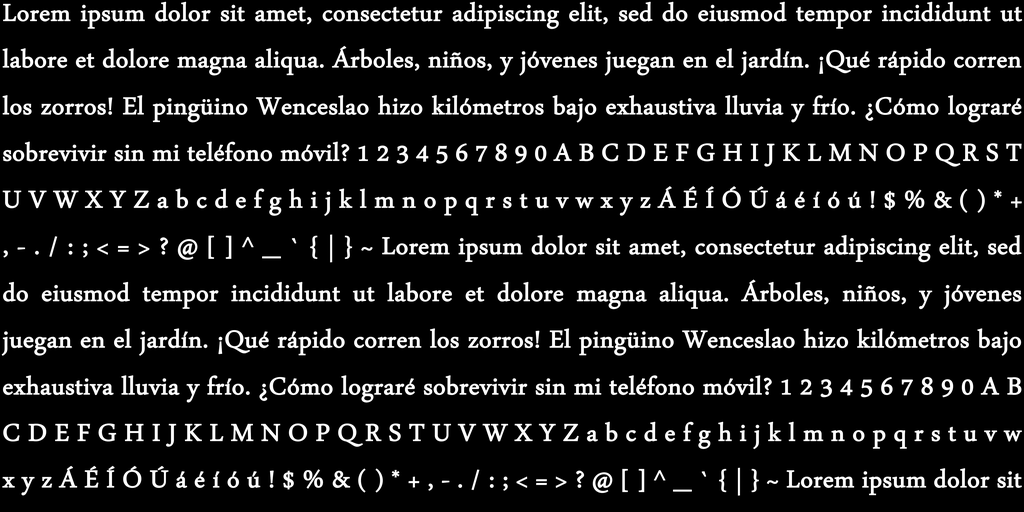 Lorem ipsum dolor sit amet, consectetur adipiscing elit, sed do eiusmod tempor incididunt ut
labore et dolore magna aliqua. Árboles, niños, y jóvenes juegan en el jardín. ¡Qué rápido corren
los zorros! El pingüino Wenceslao hizo kilómetros bajo exhaustiva lluvia y frío. ¿Cómo lograré
sobrevivir sin mi teléfono móvil? 1 2 3 4 5 6 7 8 9 0 A B C D E F G H I J K L M N O P Q R S T
U V W X Y Z a b c d e f g h i j k l m n o p q r s t u v w x y z Á É Í Ó Ú á é í ó ú ! $ % & ( ) * +
, - . / : ; < = > ? @ [ ] ^ _ ` { | } ~ Lorem ipsum dolor sit amet, consectetur adipiscing elit, sed
do eiusmod tempor incididunt ut labore et dolore magna aliqua. Árboles, niños, y jóvenes
juegan en el jardín. ¡Qué rápido corren los zorros! El pingüino Wenceslao hizo kilómetros bajo
exhaustiva lluvia y frío. ¿Cómo lograré sobrevivir sin mi teléfono móvil? 1 2 3 4 5 6 7 8 9 0 A B
C D E F G H I J K L M N O P Q R S T U V W X Y Z a b c d e f g h i j k l m n o p q r s t u v w
x y z Á É Í Ó Ú á é í ó ú ! $ % & ( ) * + , - . / : ; < = > ? @ [ ] ^ _ ` { | } ~ Lorem ipsum dolor sit